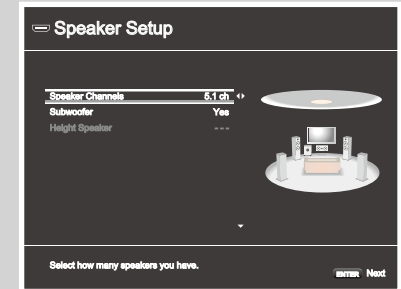 Speaker Setup
Speaker Channels 5.1 ch
Subwoofer Yes
Height Speaker ---
Select how many speakers you have.
ENTER Next